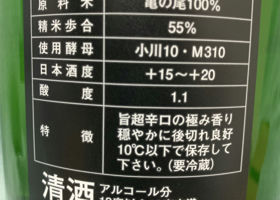 原料米 亀の尾100%
精米歩合 55%
使用酵母 小川10・M310
日本酒度 +15~+20
酸度 1.1
特徴 旨超辛口の極み香り
穏やかに後切れ良好
10℃以下で保存して
下さい。(要冷蔵)
清酒 アルコール分